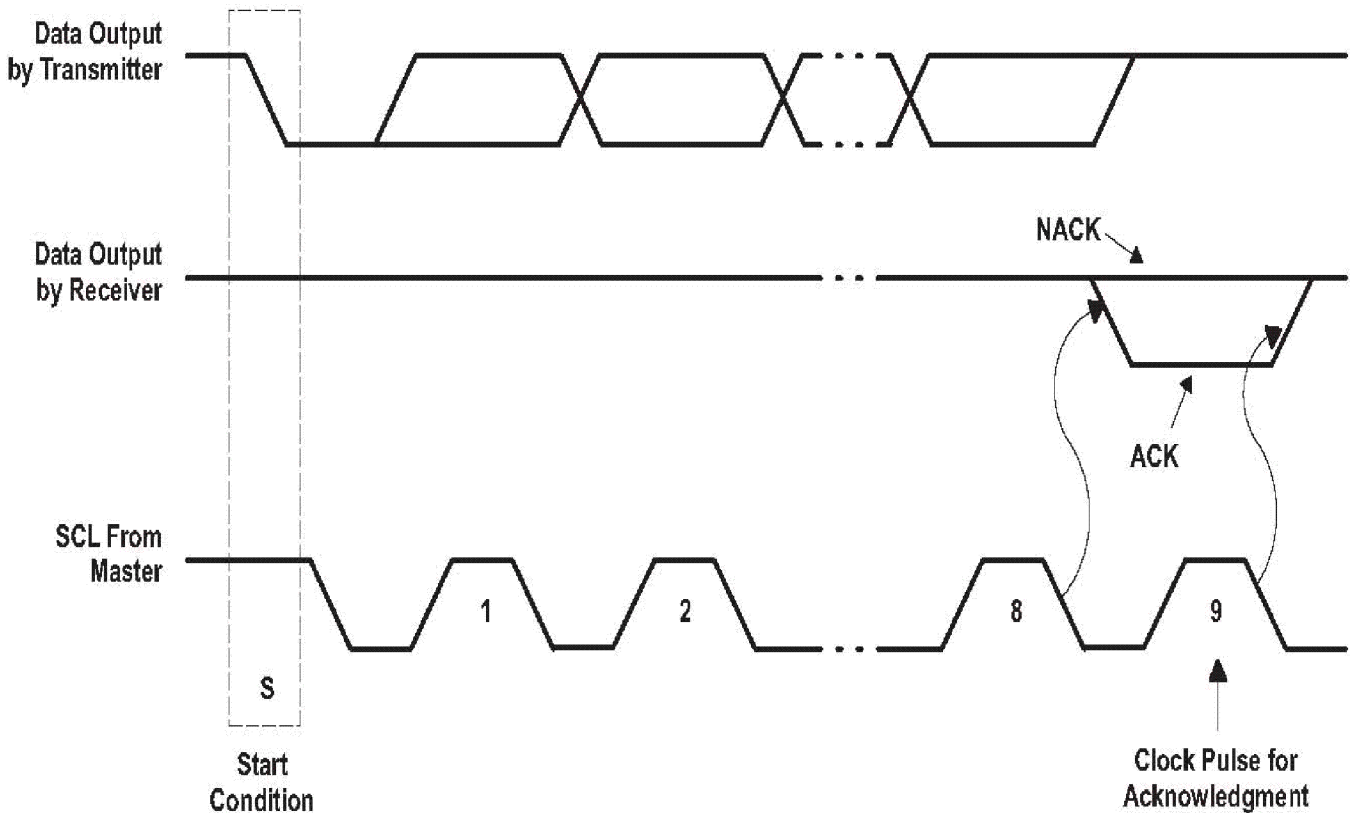 Data Output
by Transmitter
NACK
Data Output
by Receiver
ACK
SCL From
Master
1
2
8
9
S
Start
Condition
Clock Pulse for
Acknowledgment